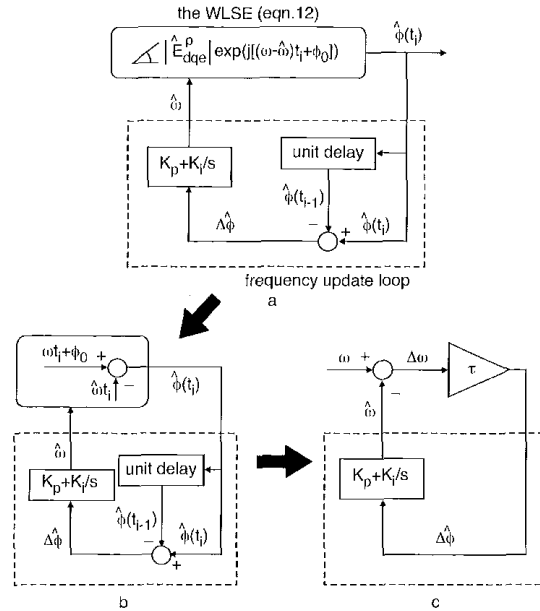 the WLSE (eqn.12)
∠|Ê^ρ_dqe| exp(j[(ω-ω̂)t_i+ϕ_0])
ϕ̂(t_i)
ω̂
K_p+K_i/s
unit delay
ϕ̂(t_i-1)
−
+
Δϕ̂
ϕ̂(t_i)
frequency update loop
a
ωt_i+ϕ_0
+
ω̂t_i
−
ϕ̂(t_i)
ω̂
K_p+K_i/s
unit delay
ϕ̂(t_i-1)
−
+
Δϕ̂
ϕ̂(t_i)
b
ω
+
Δω
τ
−
ω̂
K_p+K_i/s
Δϕ̂
c